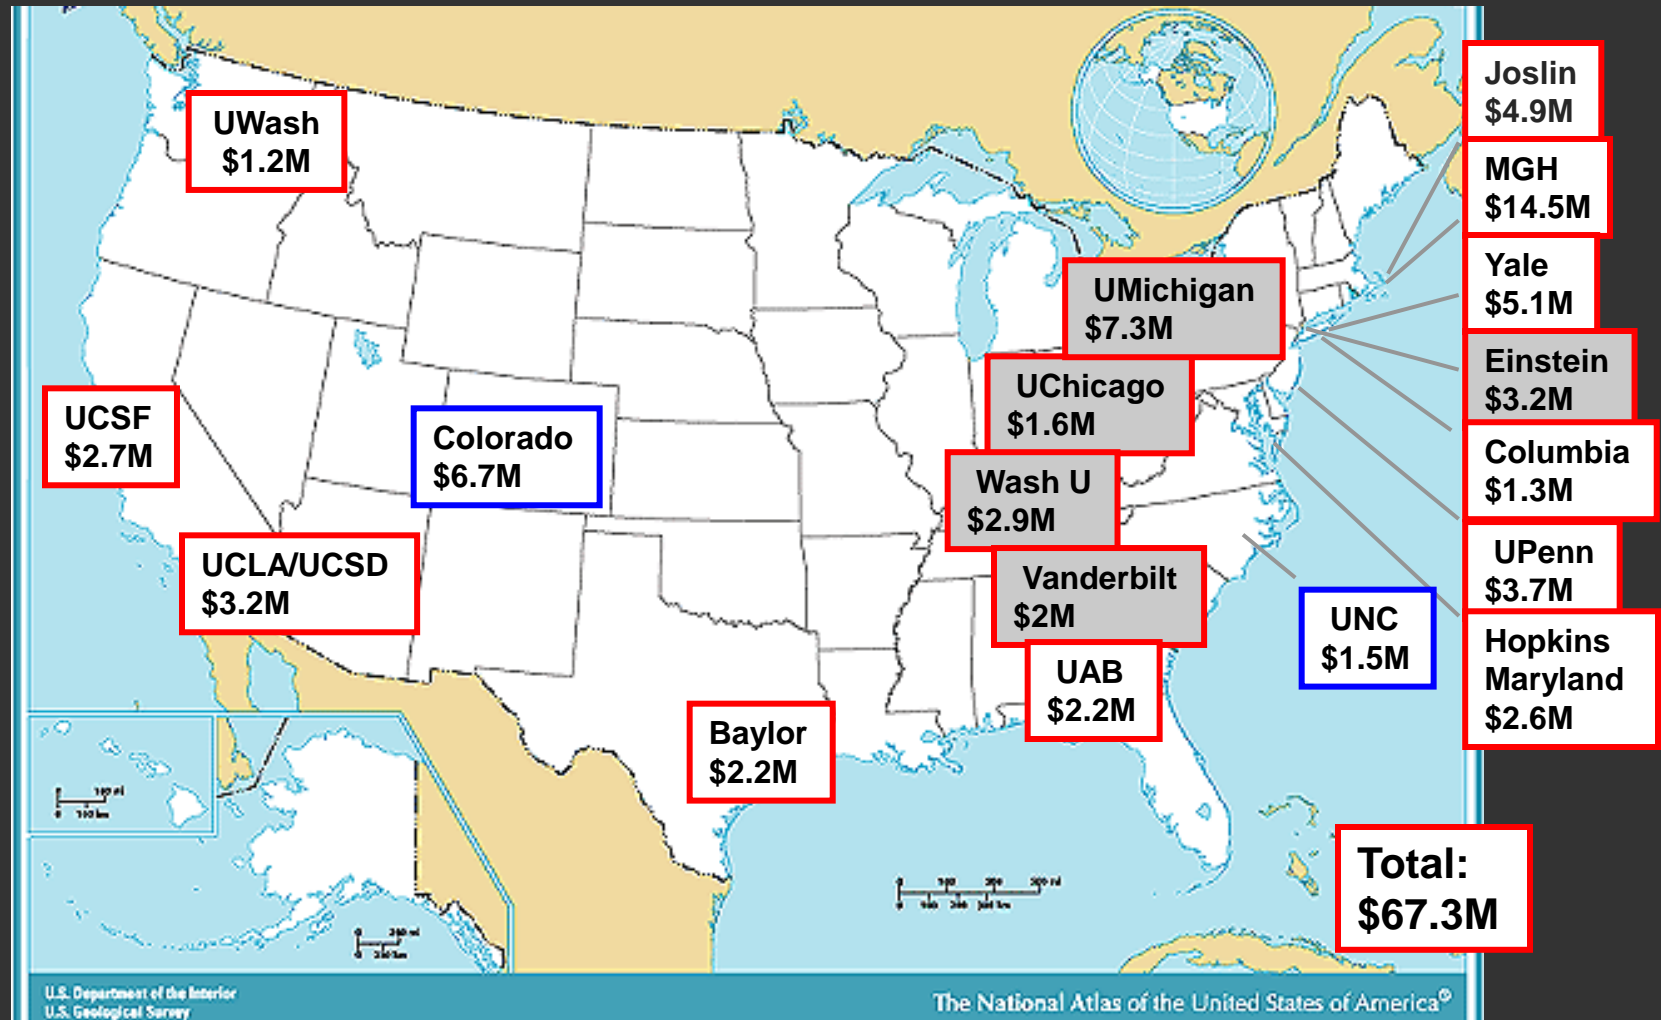 UWash
$1.2M
UCSF
$2.7M
Colorado
$6.7M
UCLA/UCSD
$3.2M
Baylor
$2.2M
UMichigan
$7.3M
UChicago
$1.6M
Wash U
$2.9M
Vanderbilt
$2M
UAB
$2.2M
UNC
$1.5M
Joslin
$4.9M
MGH
$14.5M
Yale
$5.1M
Einstein
$3.2M
Columbia
$1.3M
UPenn
$3.7M
Hopkins
Maryland
$2.6M
Total:
$67.3M
U.S. Department of the Interior
U.S. Geological Survey
The National Atlas of the United States of America®